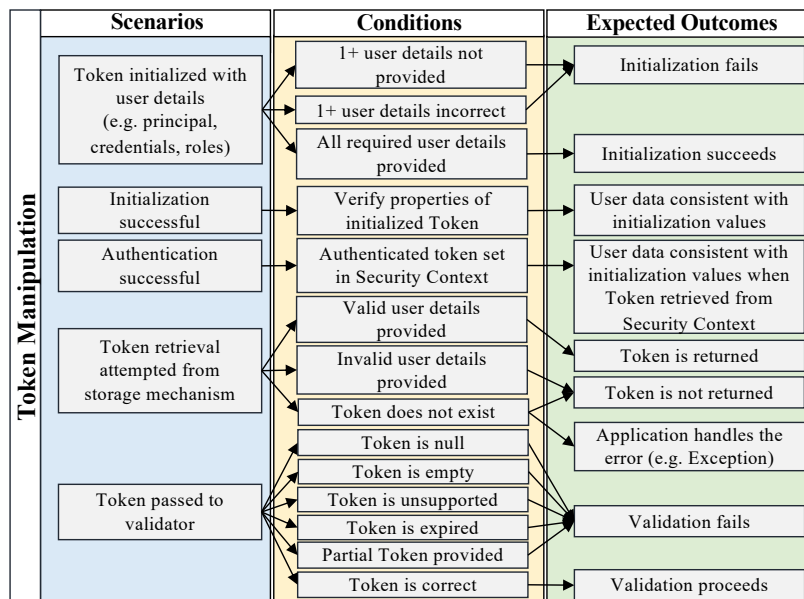 Scenarios
Conditions
Expected Outcomes
Token Manipulation
Token initialized with
user details
(e.g. principal,
credentials, roles)
1+ user details not
provided
1+ user details incorrect
All required user details
provided
Initialization fails
Initialization succeeds
Initialization
successful
Verify properties of
initialized Token
User data consistent with
initialization values
Authentication
successful
Authenticated token set
in Security Context
User data consistent with
initialization values when
Token retrieved from
Security Context
Token retrieval
attempted from
storage mechanism
Valid user details
provided
Invalid user details
provided
Token does not exist
Token is returned
Token is not returned
Application handles the
error (e.g. Exception)
Token passed to
validator
Token is null
Token is empty
Token is unsupported
Token is expired
Partial Token provided
Token is correct
Validation fails
Validation proceeds